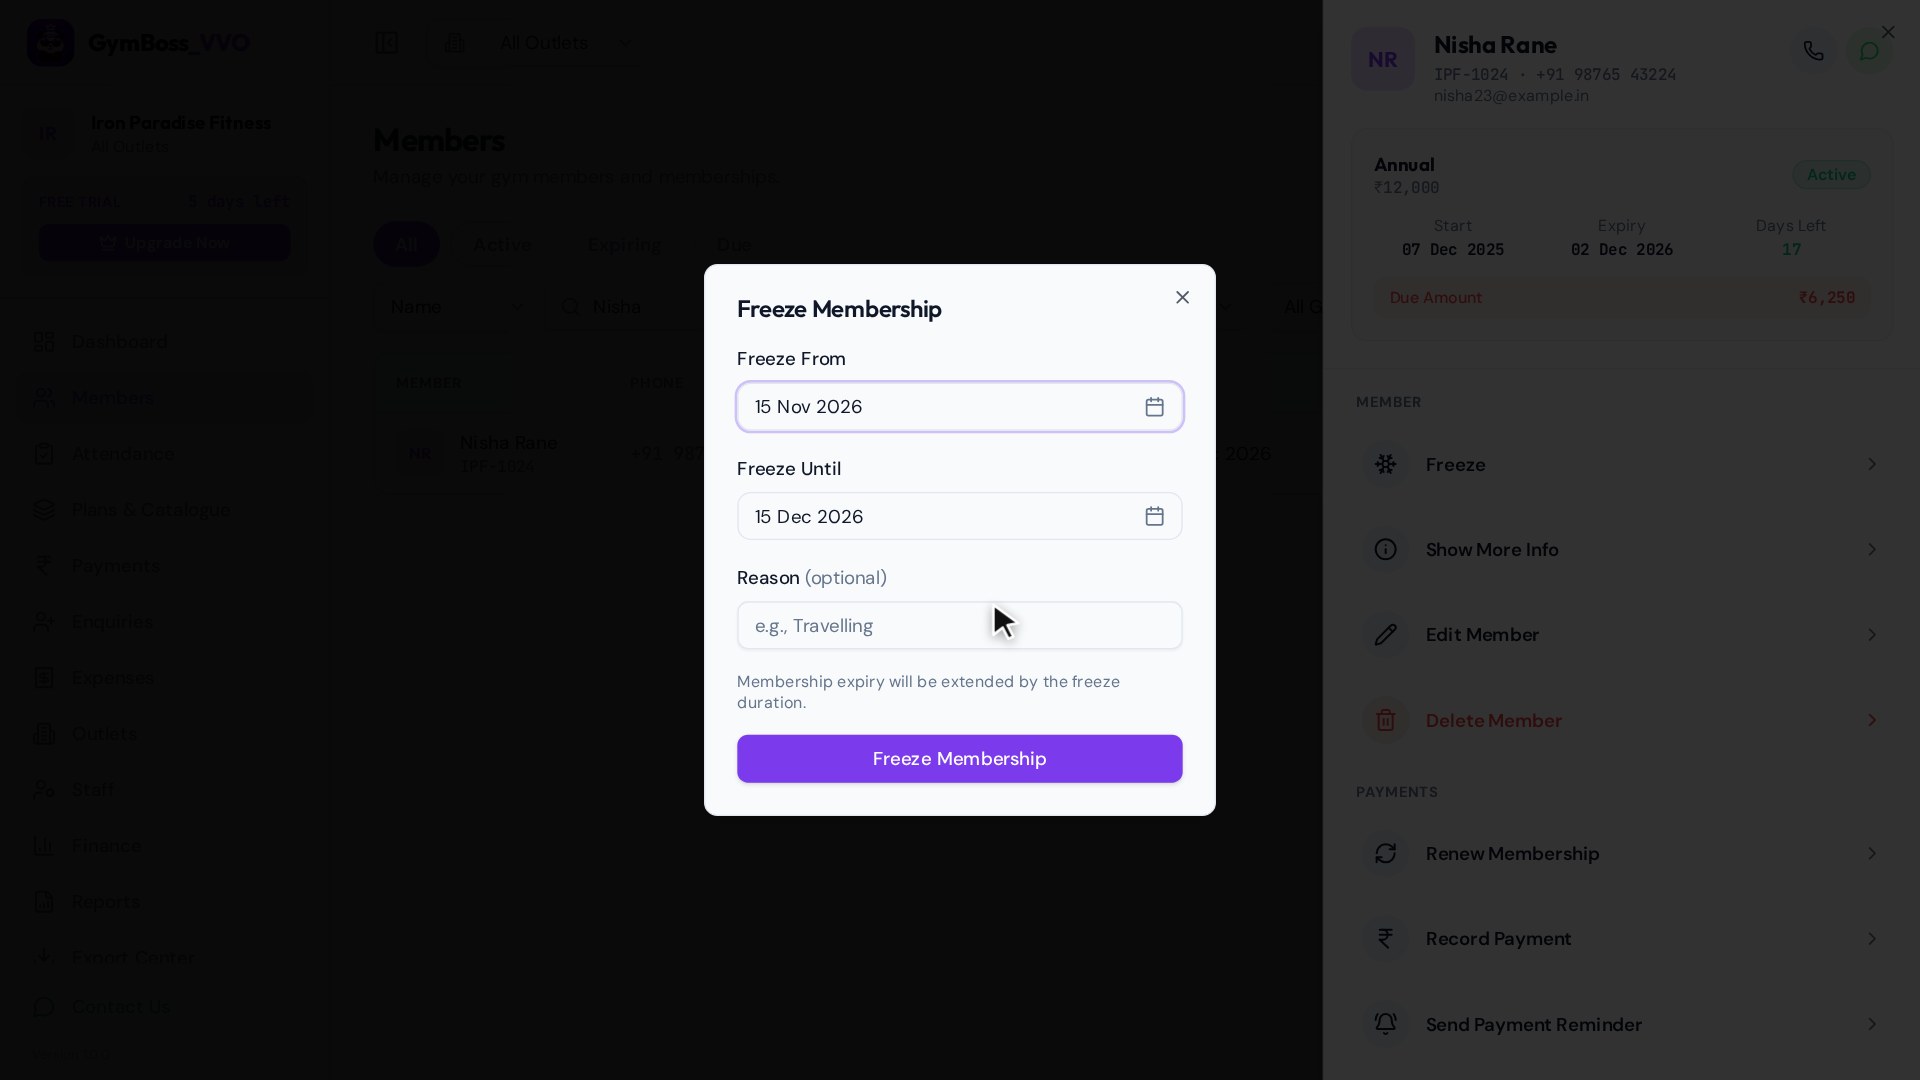 GymBoss_VVO
All Outlets
IR
Iron Paradise Fitness
All Outlets
FREE TRIAL
5 days left
Upgrade Now
Dashboard
Members
Attendance
Plans & Catalogue
Payments
Enquiries
Expenses
Outlets
Staff
Finance
Reports
Export Center
Contact Us
Members
Manage your gym members and memberships.
All
Active
Expiring
Due
Name
Nisha
All G
MEMBER
PHONE
NR
Nisha Rane
IPF-1024
+91 987
2026
Freeze Membership
Freeze From
15 Nov 2026
Freeze Until
15 Dec 2026
Reason (optional)
e.g., Travelling
Membership expiry will be extended by the freeze
duration.
Freeze Membership
NR
Nisha Rane
IPF-1024 · +91 98765 43224
nisha23@example.in
Annual
₹12,000
Active
Start
07 Dec 2025
Expiry
02 Dec 2026
Days Left
17
Due Amount
₹6,250
MEMBER
Freeze
Show More Info
Edit Member
Delete Member
PAYMENTS
Renew Membership
Record Payment
Send Payment Reminder